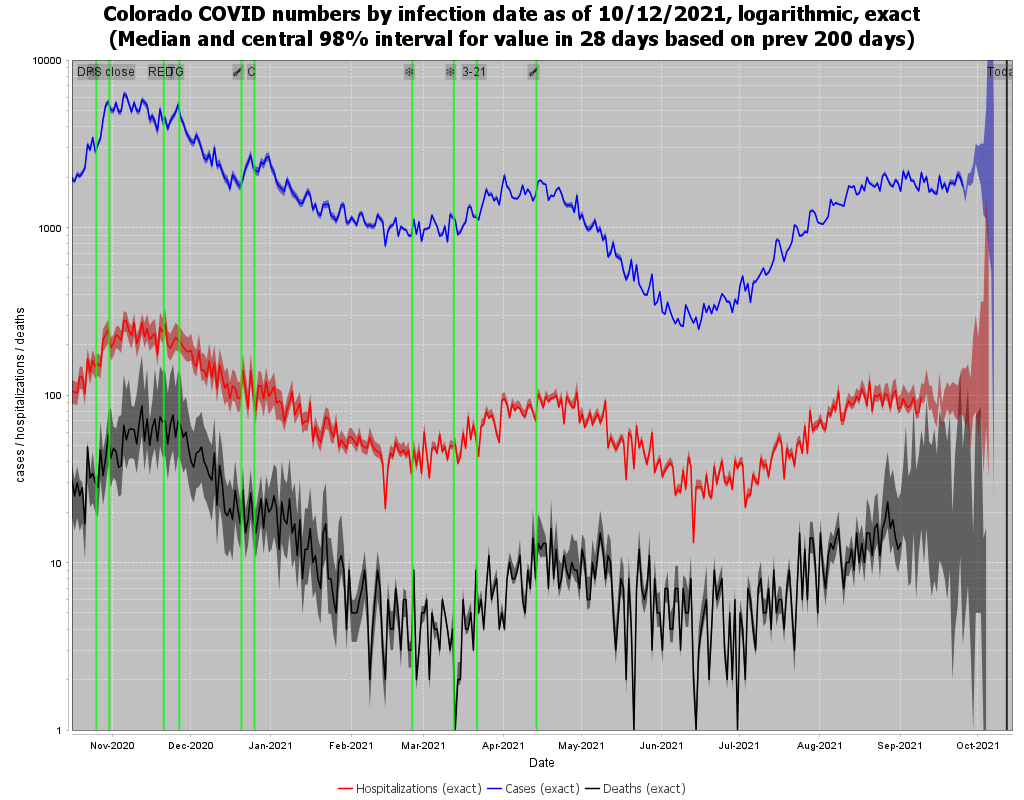 Colorado COVID numbers by infection date as of 10/12/2021, logarithmic, exact
(Median and central 98% interval for value in 28 days based on prev 200 days)
close
C
3-21
10000
1000
100
10
1
cases / hospitalizations / deaths
Nov-2020 Dec-2020 Jan-2021 Feb-2021 Mar-2021 Apr-2021 May-2021 Jun-2021 Jul-2021 Aug-2021 Sep-2021 Oct-2021
Date
Hospitalizations (exact) Cases (exact) Deaths (exact)